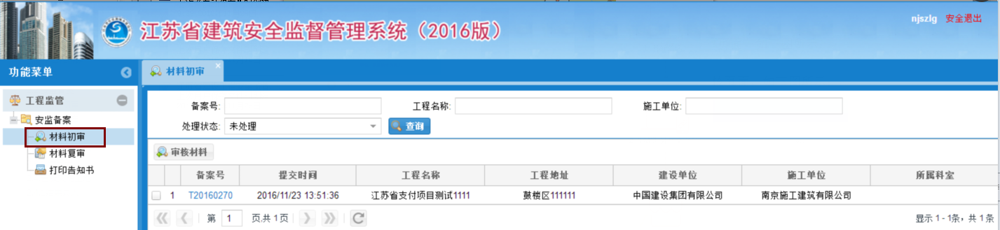 江苏省建筑安全监督管理系统（2016版）
njszlg 安全退出
功能菜单
材料初审
工程监管
安监备案
材料初审
材料复审
打印告知书
备案号: 工程名称: 施工单位:
处理状态: 未处理 查询
审核材料
备案号 提交时间 工程名称 工程地址 建设单位 施工单位 所属科室
1 T20160270 2016/11/23 13:51:36 江苏省支付项目测试1111 鼓楼区111111 中国建设集团有限公司 南京施工建筑有限公司
第 1 页,共 1 页 显示 1 - 1条，共 1 条